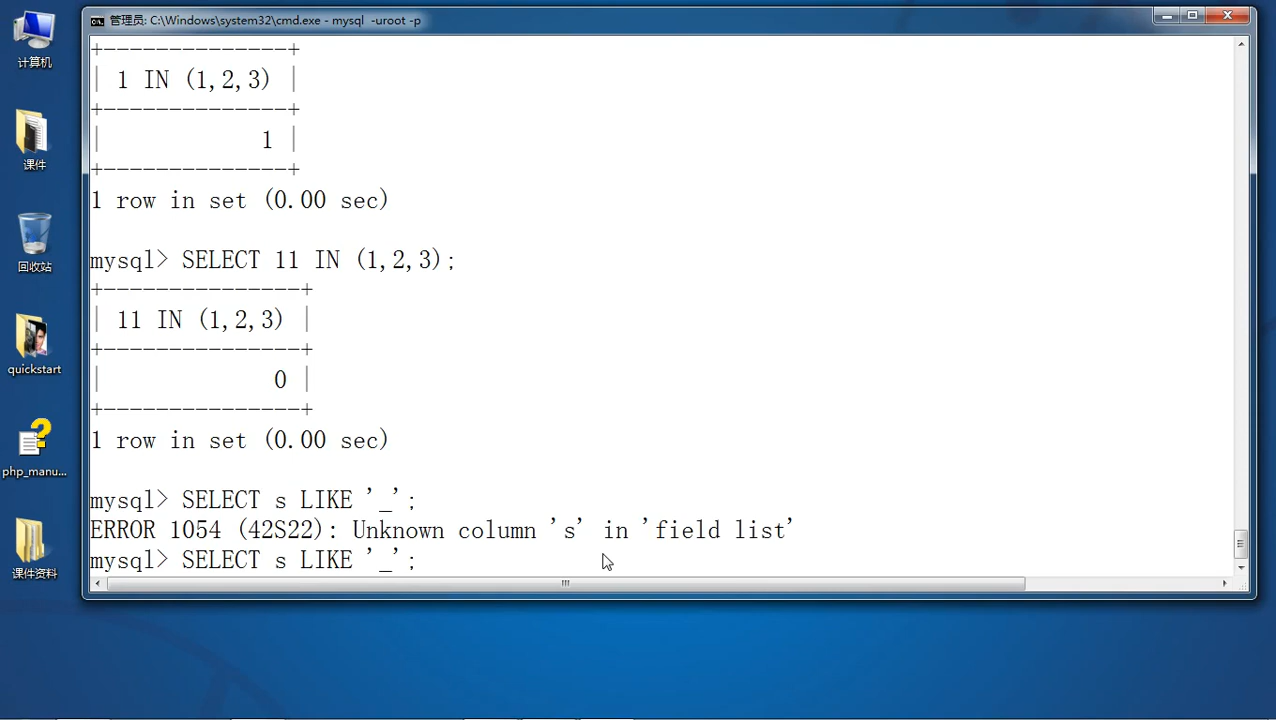 管理员: C:\Windows\system32\cmd.exe - mysql  -uroot -p
计算机
课件
回收站
quickstart
php_manu...
课件资料
+--------------+
| 1 IN (1,2,3) |
+--------------+
|            1 |
+--------------+
1 row in set (0.00 sec)
mysql> SELECT 11 IN (1,2,3);
+---------------+
| 11 IN (1,2,3) |
+---------------+
|             0 |
+---------------+
1 row in set (0.00 sec)
mysql> SELECT s LIKE '_';
ERROR 1054 (42S22): Unknown column 's' in 'field list'
mysql> SELECT s LIKE '_';